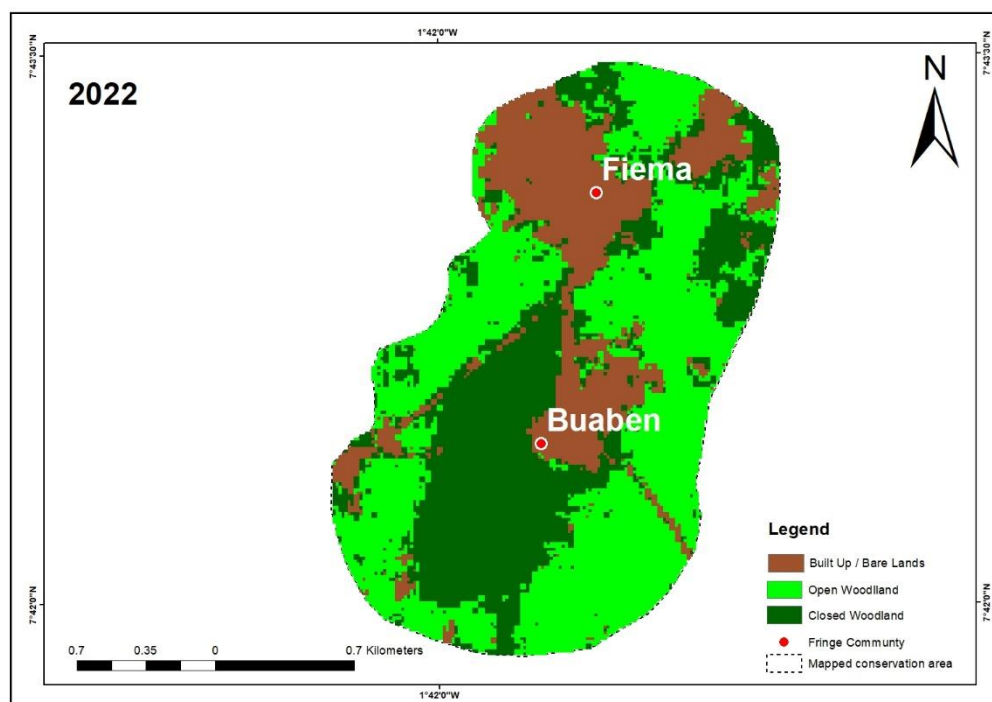 1°42'0"W
7°43'30"N
7°43'30"N
2022
N
Fiema
Buaben
Legend
Built Up / Bare Lands
Open Woodlland
Closed Woodland
Fringe Communty
Mapped conservation area
7°42'0"N
7°42'0"N
0.7 0.35 0 0.7 Kilometers
1°42'0"W